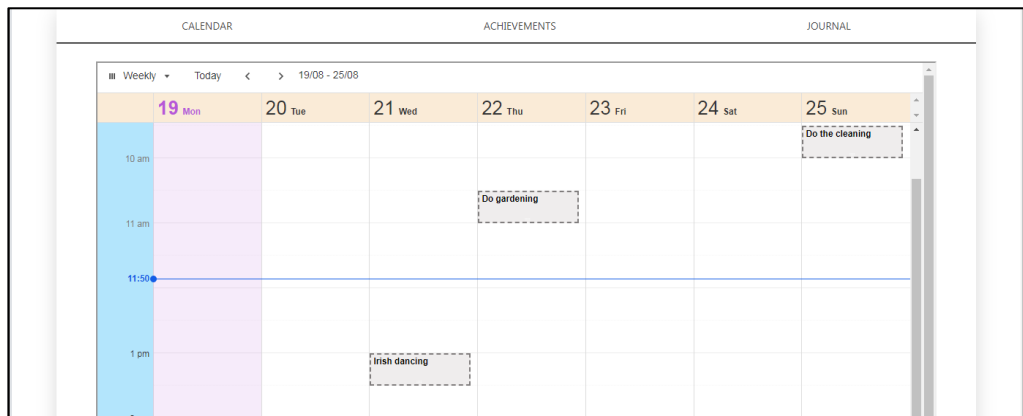 CALENDAR ACHIEVEMENTS JOURNAL
Weekly Today < > 19/08 - 25/08
19 Mon 20 Tue 21 Wed 22 Thu 23 Fri 24 Sat 25 Sun
Do the cleaning
10 am
Do gardening
11 am
11:50
1 pm
Irish dancing